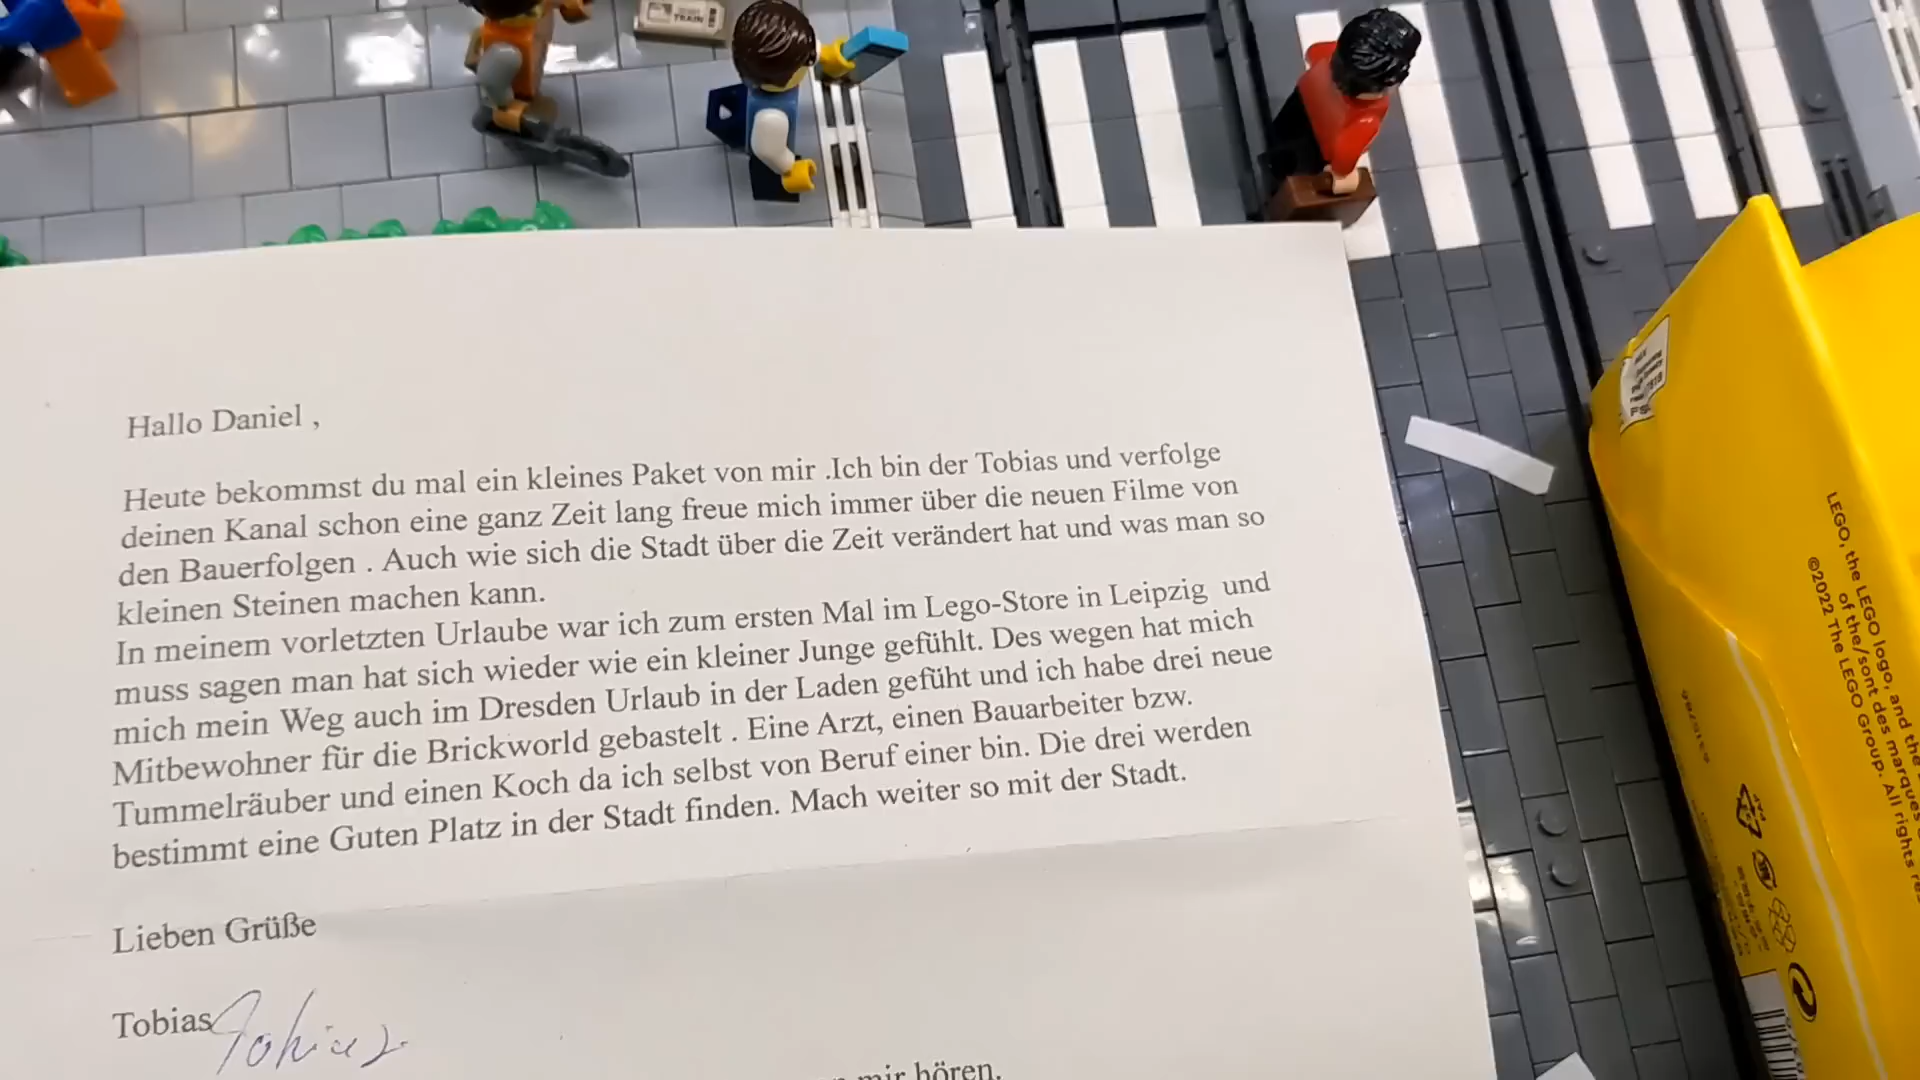 TRAIN
Hallo Daniel ,
Heute bekommst du mal ein kleines Paket von mir .Ich bin der Tobias und verfolge
deinen Kanal schon eine ganz Zeit lang freue mich immer über die neuen Filme von
den Bauerfolgen . Auch wie sich die Stadt über die Zeit verändert hat und was man so
kleinen Steinen machen kann.
In meinem vorletzten Urlaube war ich zum ersten Mal im Lego-Store in Leipzig und
muss sagen man hat sich wieder wie ein kleiner Junge gefühlt. Des wegen hat mich
mich mein Weg auch im Dresden Urlaub in der Laden gefüht und ich habe drei neue
Mitbewohner für die Brickworld gebastelt . Eine Arzt, einen Bauarbeiter bzw.
Tummelräuber und einen Koch da ich selbst von Beruf einer bin. Die drei werden
bestimmt eine Guten Platz in der Stadt finden. Mach weiter so mit der Stadt.
Lieben Grüße
Tobias Tobias
mir hören.
LEGO, the LEGO logo, and the
of the/sont des marques
©2022 The LEGO Group. All rights